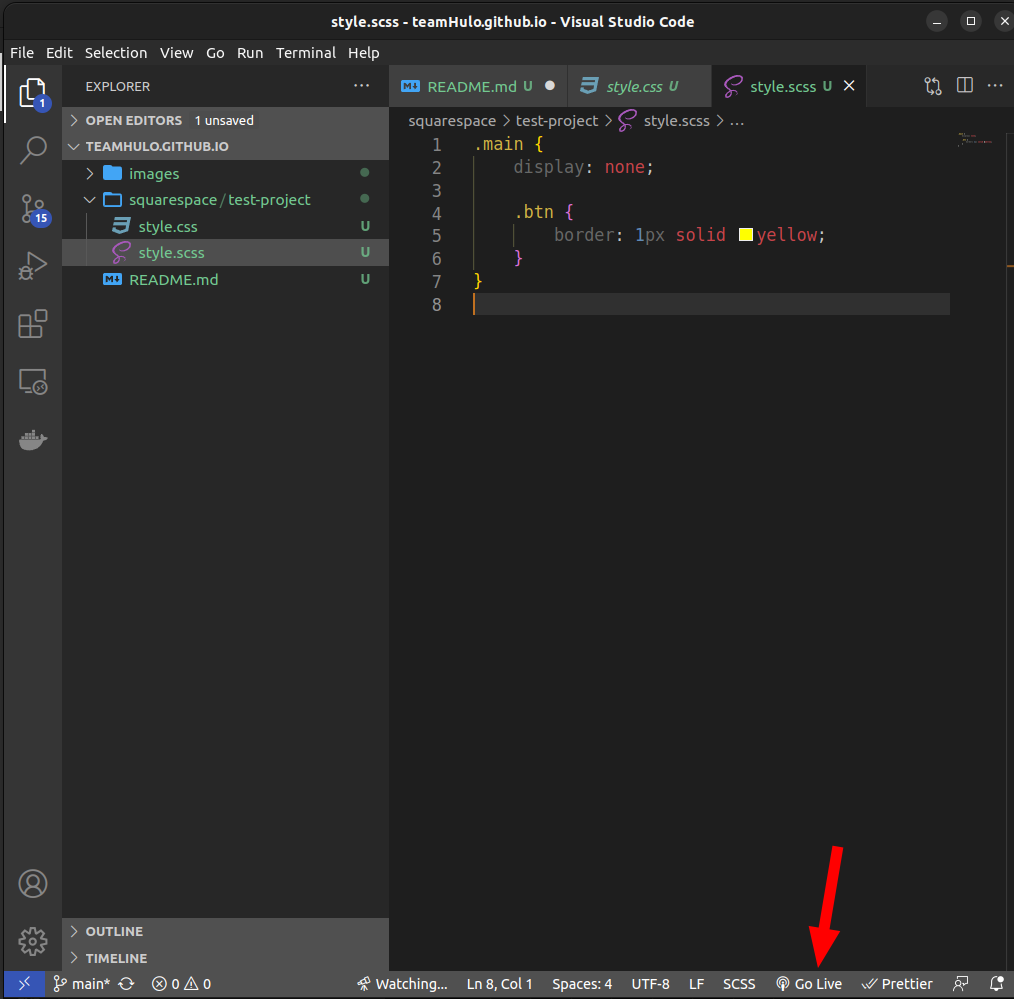 style.scss - teamHulo.github.io - Visual Studio Code
File Edit Selection View Go Run Terminal Help
EXPLORER ···
OPEN EDITORS 1 unsaved
TEAMHULO.GITHUB.IO
images
squarespace / test-project
style.css U
style.scss U
README.md U
OUTLINE
TIMELINE
README.md U
style.css U
style.scss U
squarespace > test-project > style.scss > ...
1 .main {
2 display: none;
3
4 .btn {
5 border: 1px solid yellow;
6 }
7 }
8
1
15
main* 0 0 Watching... Ln 8, Col 1 Spaces: 4 UTF-8 LF SCSS Go Live Prettier